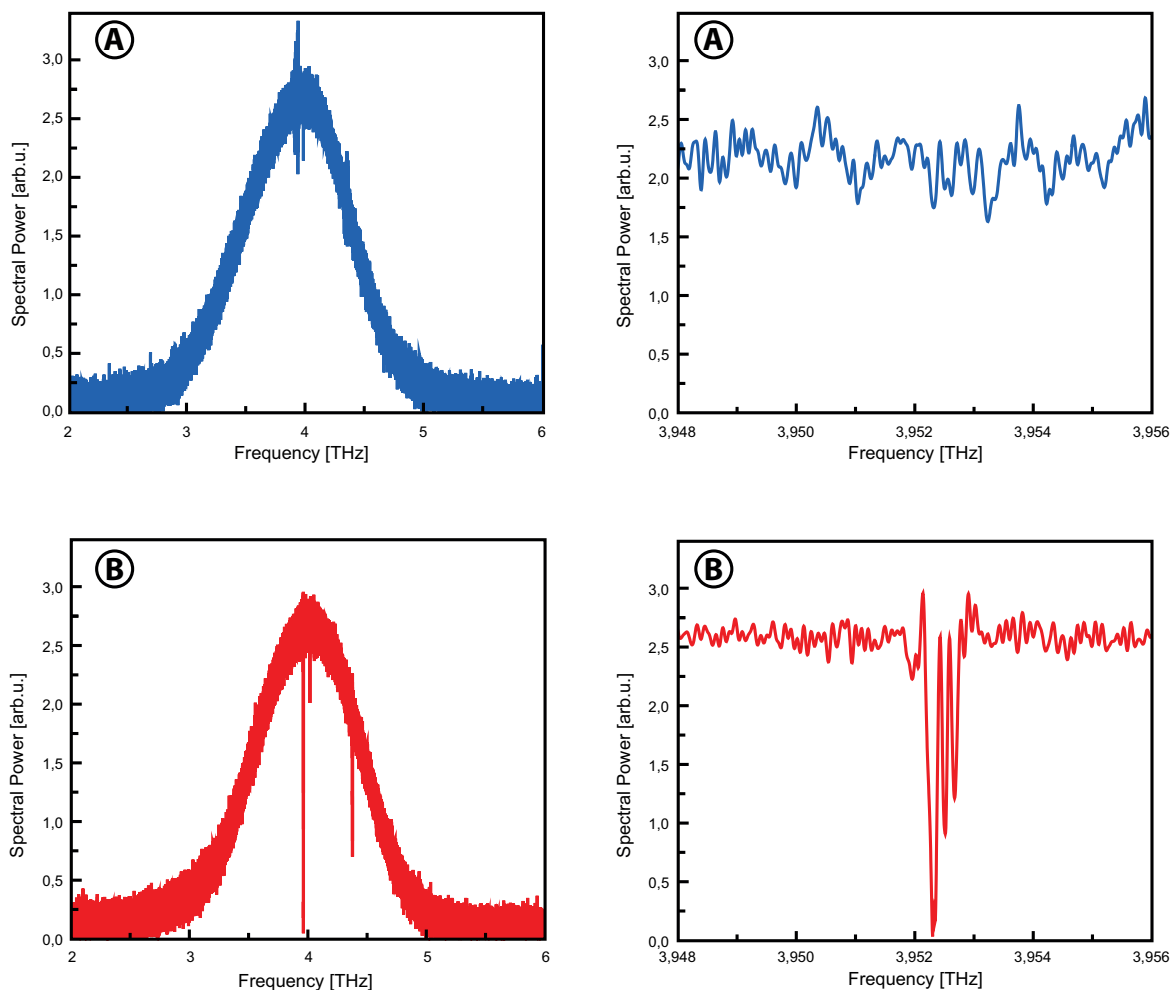 A
Spectral Power [arb.u.]
3,0
2,5
2,0
1,5
1,0
0,5
0,0
2 3 4 5 6
Frequency [THz]
A
Spectral Power [arb.u.]
3,0
2,5
2,0
1,5
1,0
0,5
0,0
3,948 3,950 3,952 3,954 3,956
Frequency [THz]
B
Spectral Power [arb.u.]
3,0
2,5
2,0
1,5
1,0
0,5
0,0
2 3 4 5 6
Frequency [THz]
B
Spectral Power [arb.u.]
3,0
2,5
2,0
1,5
1,0
0,5
0,0
3,948 3,950 3,952 3,954 3,956
Frequency [THz]